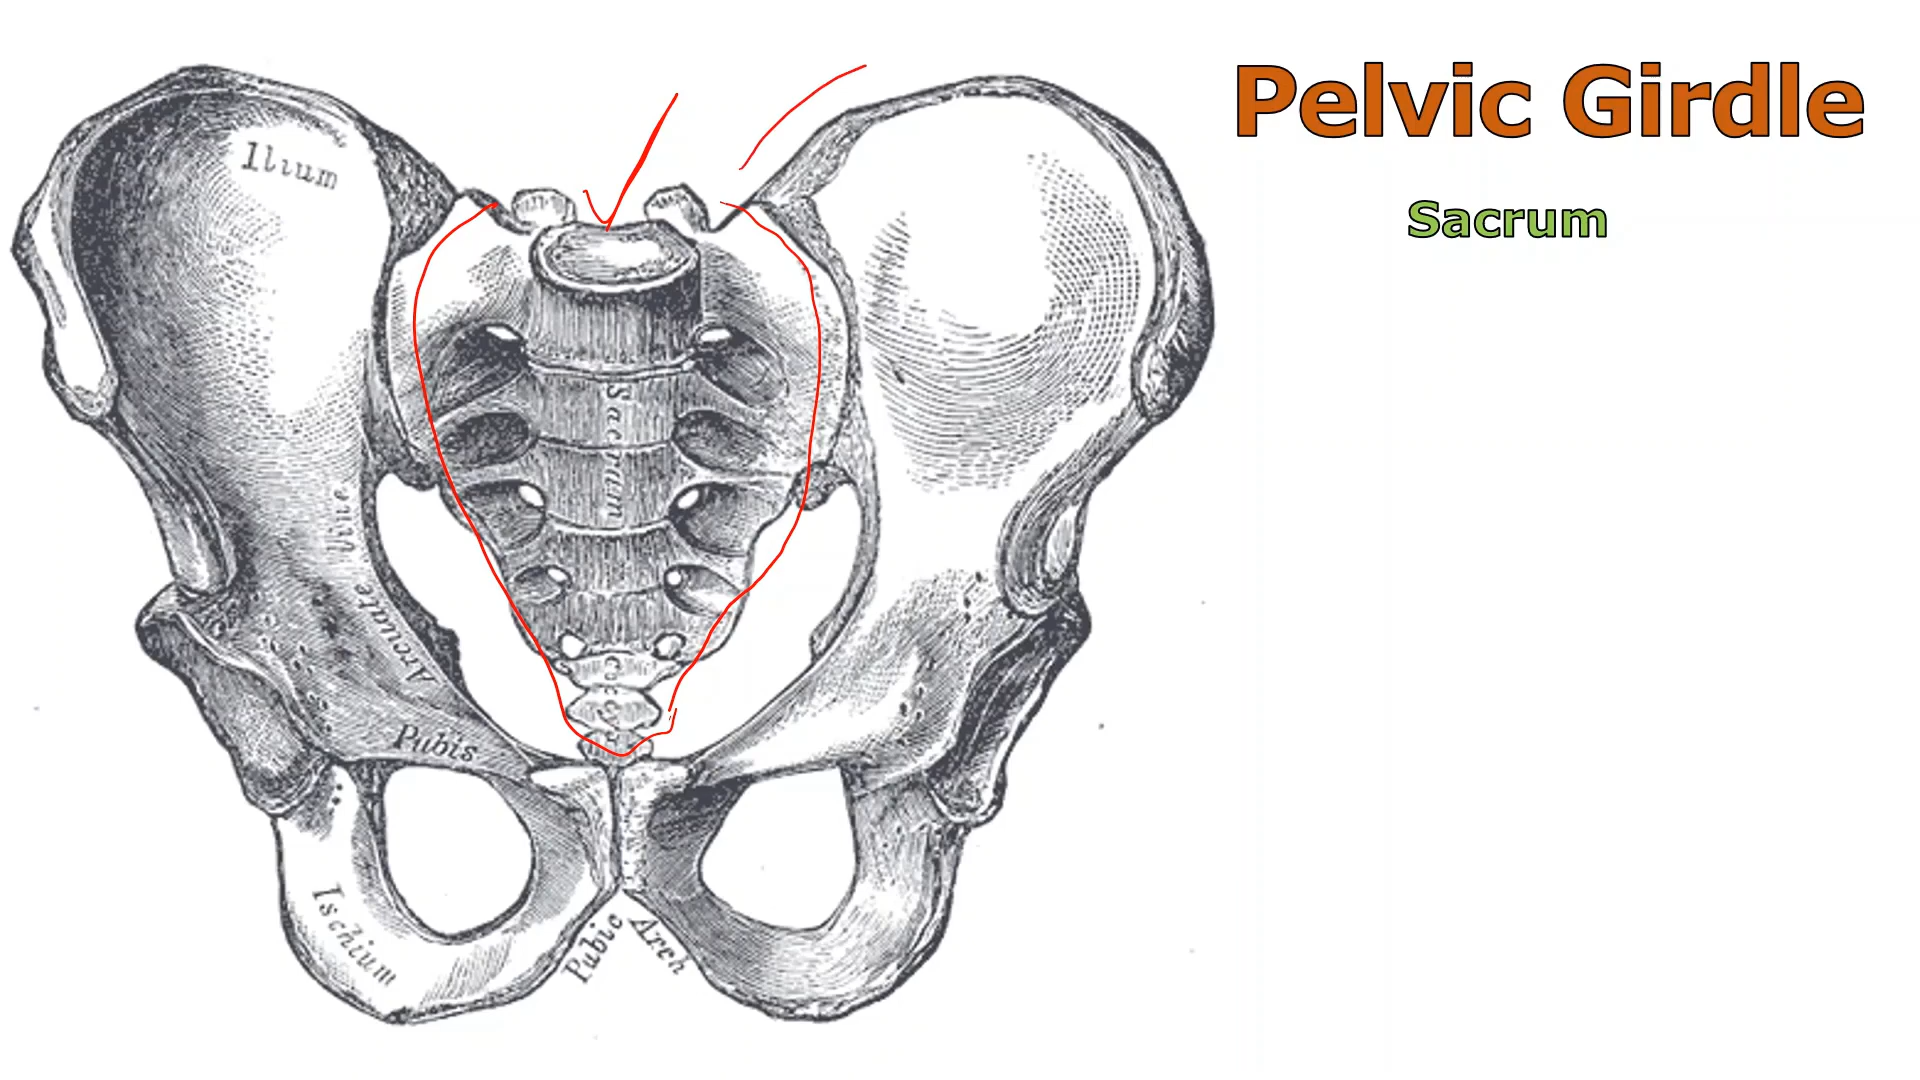 Pelvic Girdle
Sacrum
Ilium
Sacrum
line
Arcuate
Pubis
Ischium
Pubic
Arch